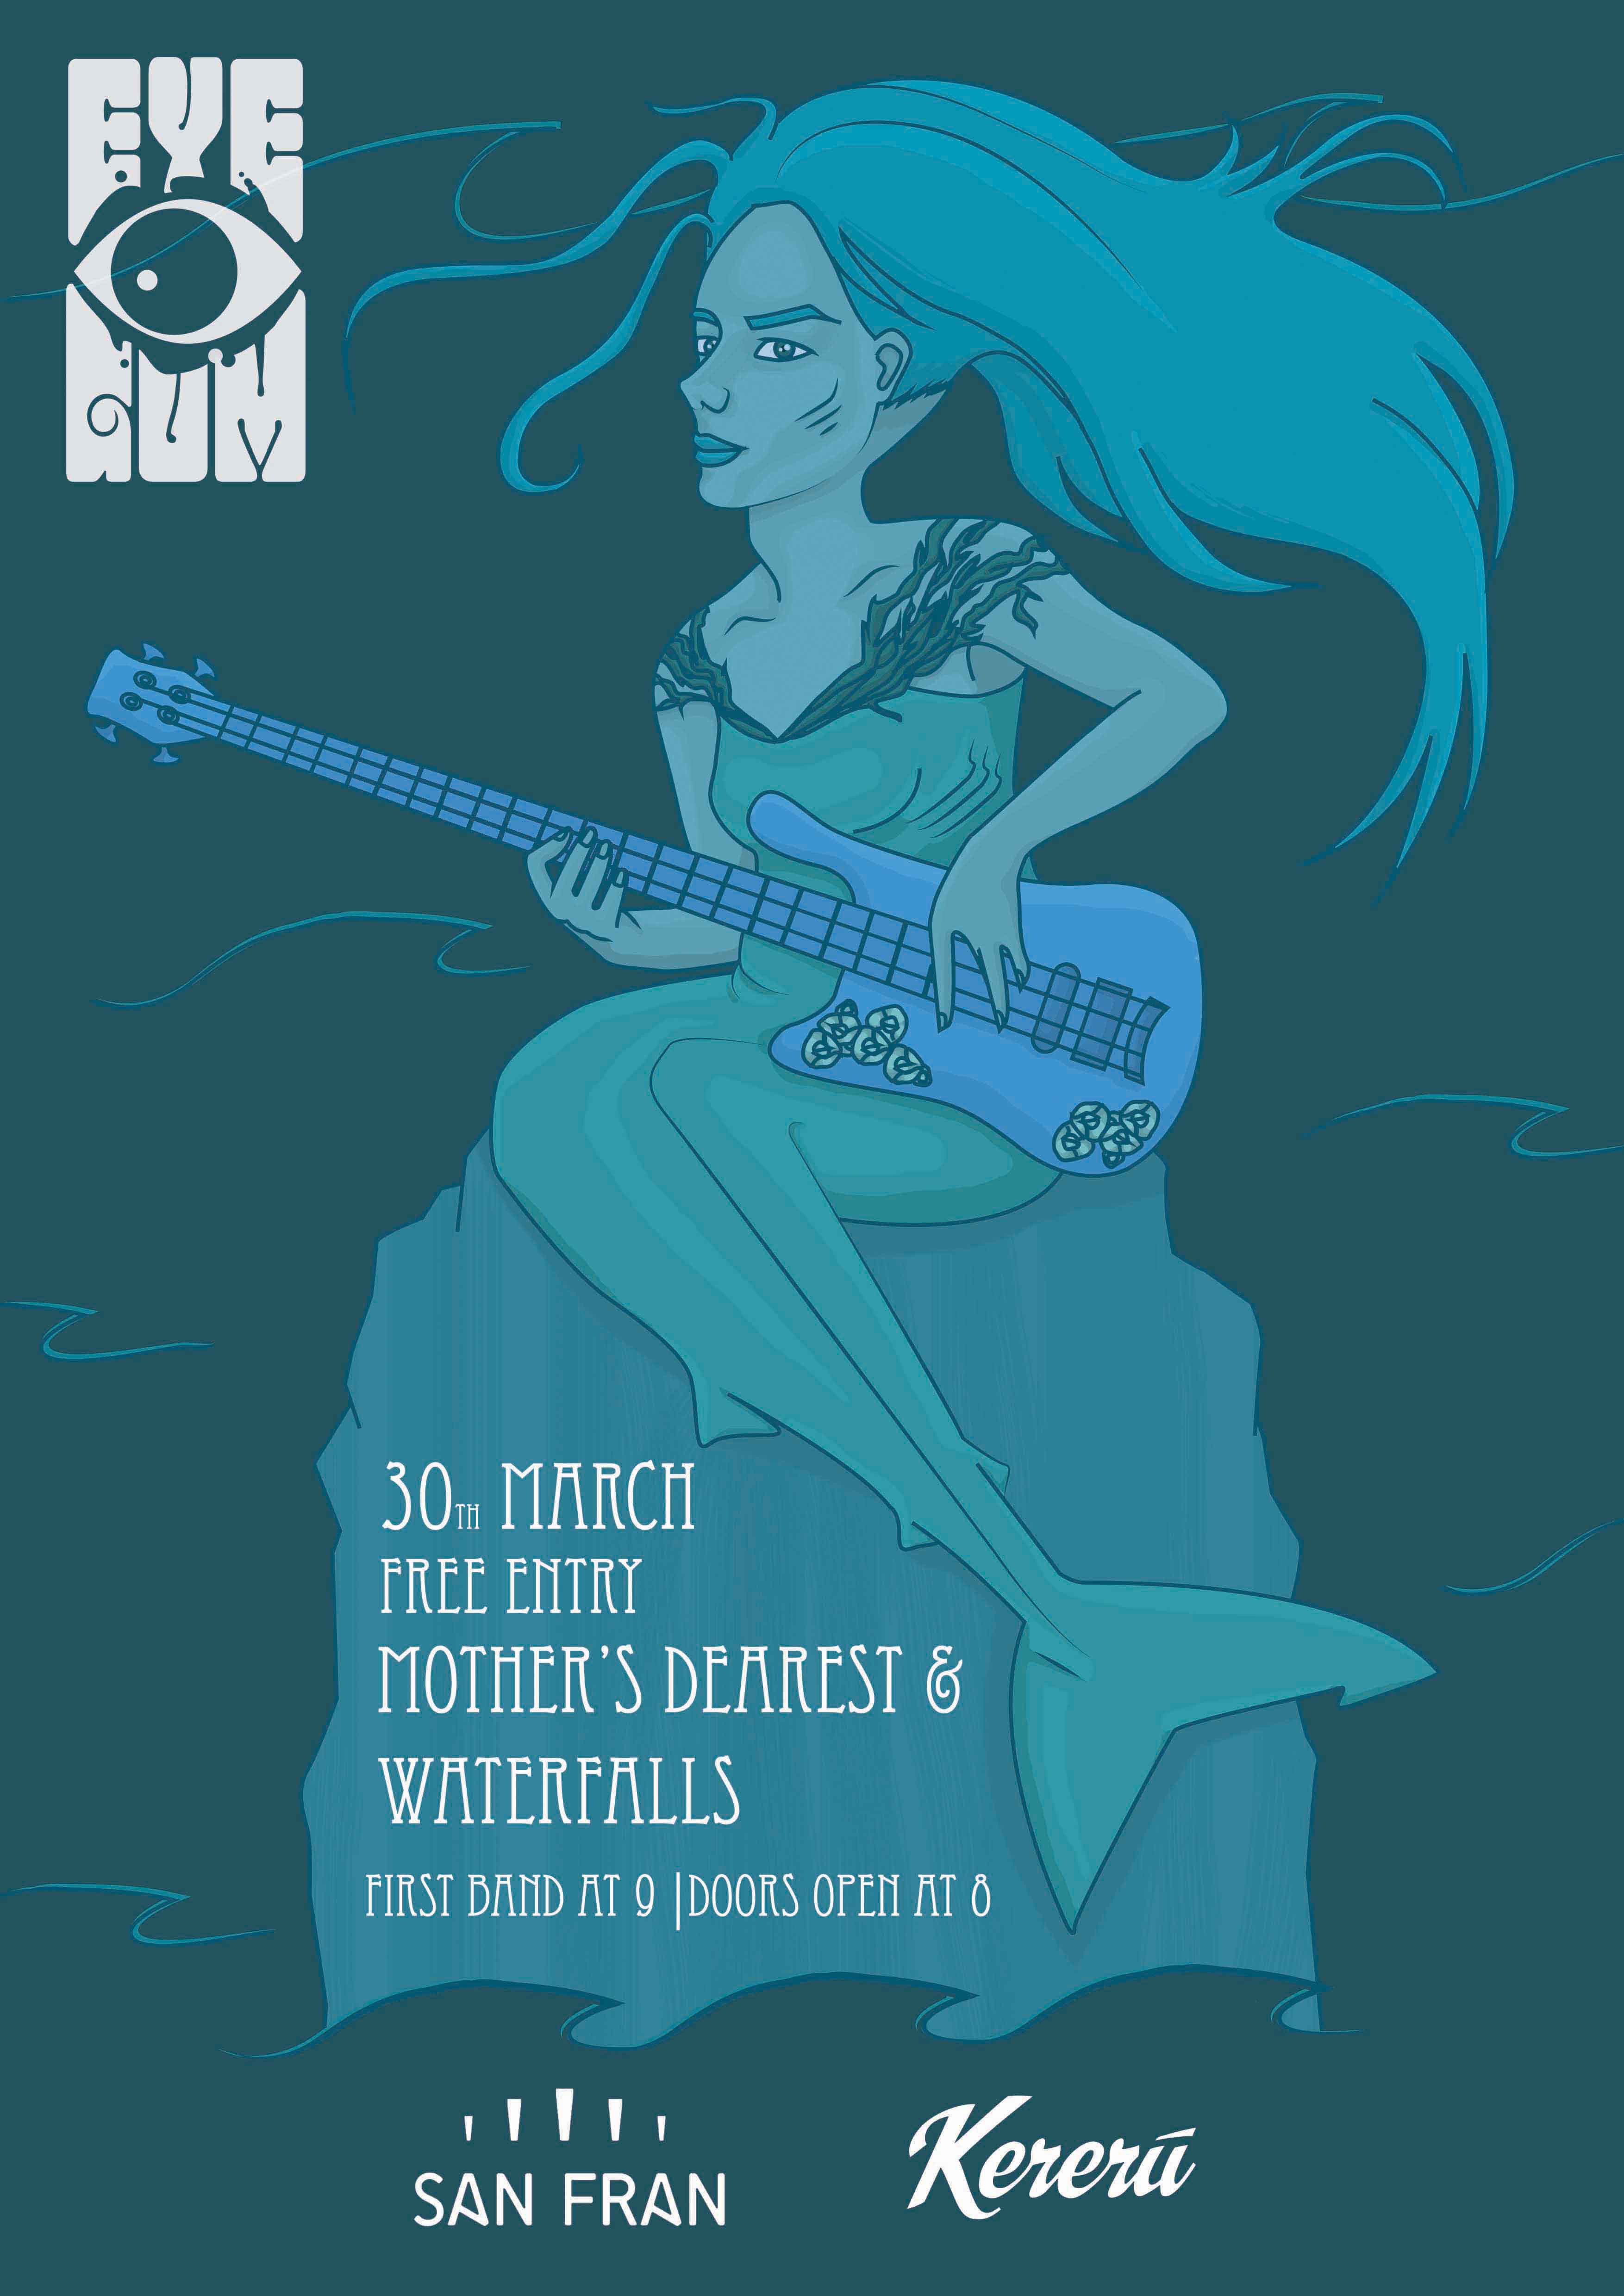 EYE
GUM
30TH MARCH
FREE ENTRY
MOTHER'S DEAREST &
WATERFALLS
FIRST BAND AT 9 |DOORS OPEN AT 8
SAN FRAN
Kererū